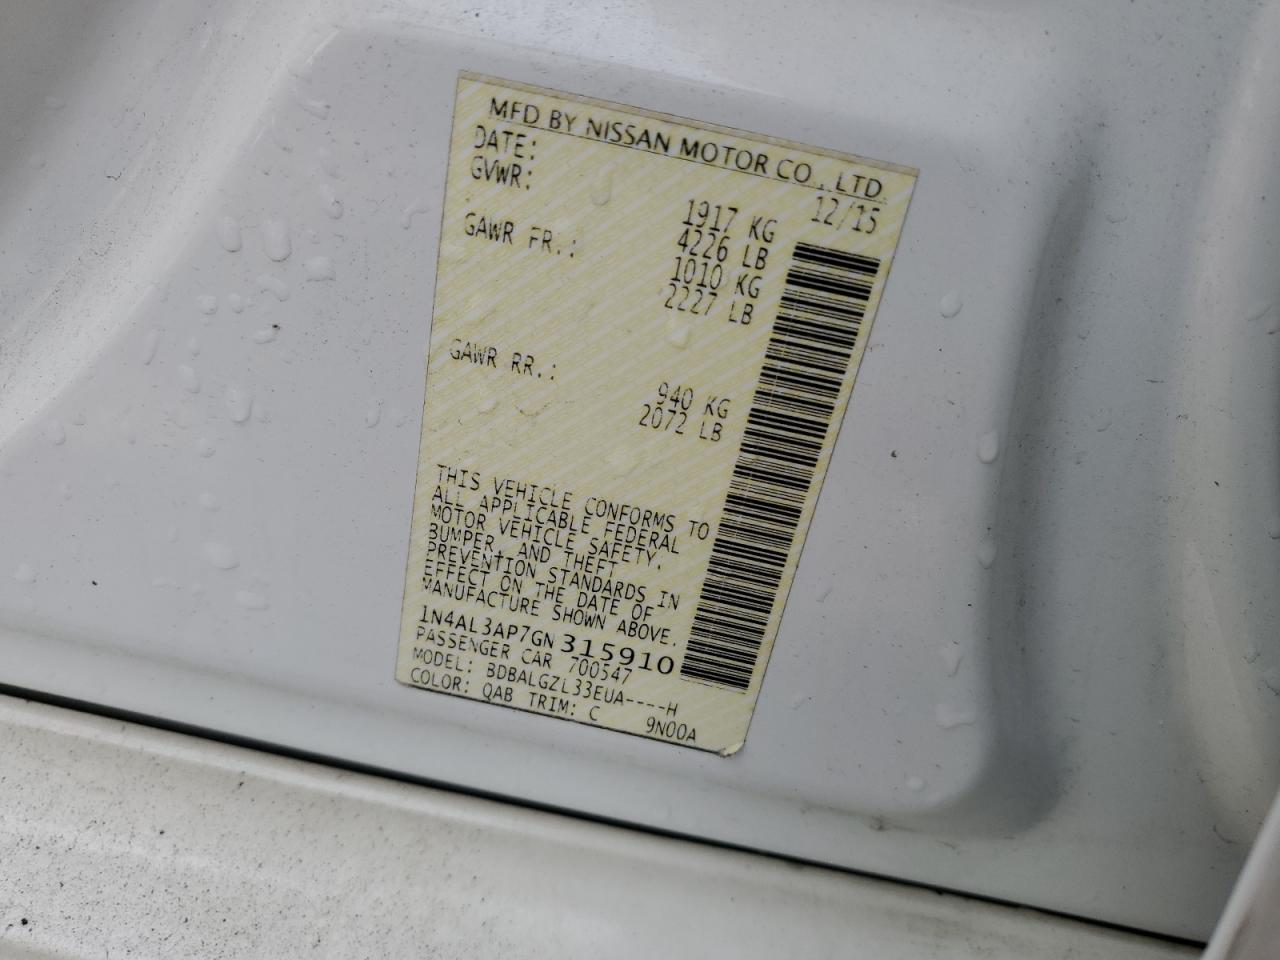 MFD BY NISSAN MOTOR CO., LTD.
DATE: 12/15
GVWR: 1917 KG
4226 LB
GAWR FR.: 1010 KG
2227 LB
GAWR RR.: 940 KG
2072 LB
THIS VEHICLE CONFORMS TO
ALL APPLICABLE FEDERAL
MOTOR VEHICLE SAFETY,
BUMPER, AND THEFT
PREVENTION STANDARDS IN
EFFECT ON THE DATE OF
MANUFACTURE SHOWN ABOVE.
1N4AL3AP7GN315910
PASSENGER CAR 700547
MODEL: BDBALGZL33EUA----H
COLOR: QAB TRIM: C 9N00A